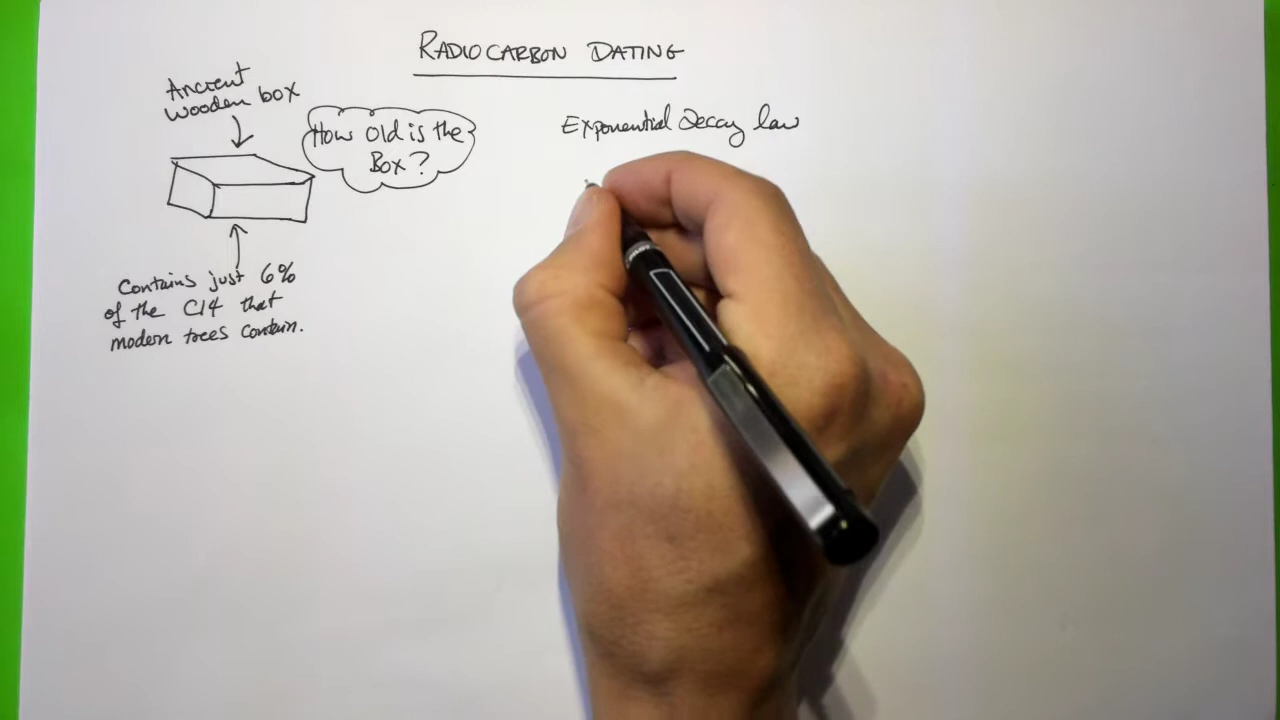 RADIOCARBON DATING
Ancient
wooden box
How old is the
Box?
Exponential Decay law
Contains just 6%
of the C14 that
modern trees contain.